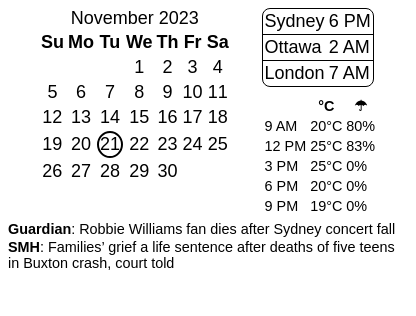 November 2023
Su Mo Tu We Th Fr Sa
1 2 3 4
5 6 7 8 9 10 11
12 13 14 15 16 17 18
19 20 21 22 23 24 25
26 27 28 29 30
Sydney 6 PM
Ottawa 2 AM
London 7 AM
°C ☂
9 AM 20°C 80%
12 PM 25°C 83%
3 PM 25°C 0%
6 PM 20°C 0%
9 PM 19°C 0%
Guardian: Robbie Williams fan dies after Sydney concert fall
SMH: Families’ grief a life sentence after deaths of five teens
in Buxton crash, court told